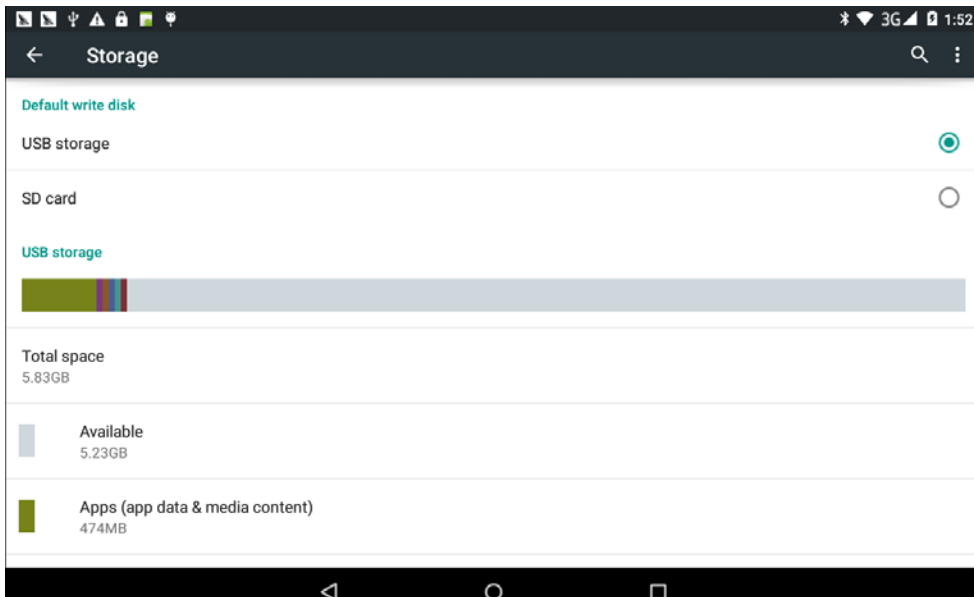 3G 1:52
Storage
Default write disk
USB storage
SD card
USB storage
Total space
5.83GB
Available
5.23GB
Apps (app data & media content)
474MB